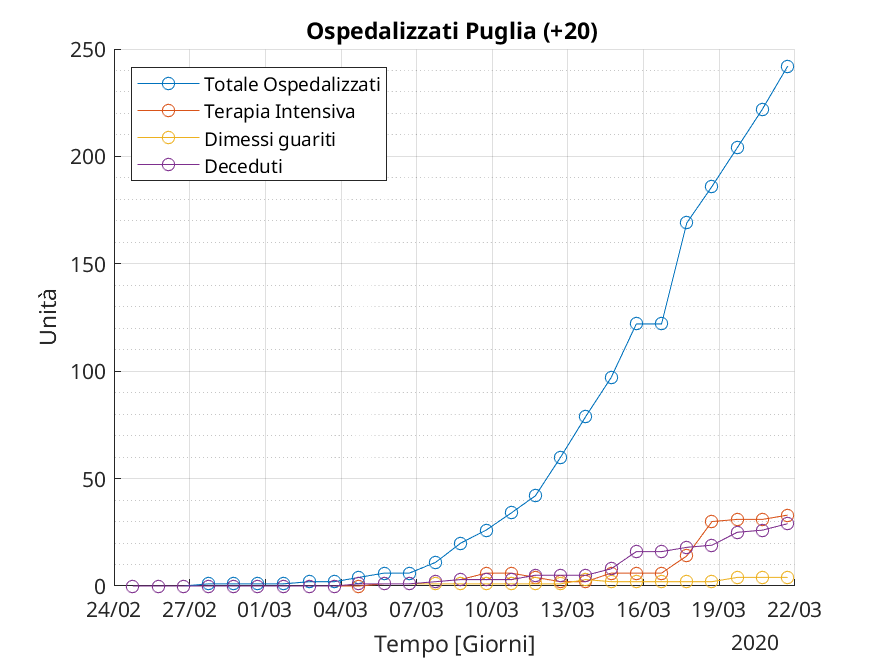 Ospedalizzati Puglia (+20)
250
200
150
100
50
0
Unità
Totale Ospedalizzati
Terapia Intensiva
Dimessi guariti
Deceduti
24/02 27/02 01/03 04/03 07/03 10/03 13/03 16/03 19/03 22/03
Tempo [Giorni]
2020